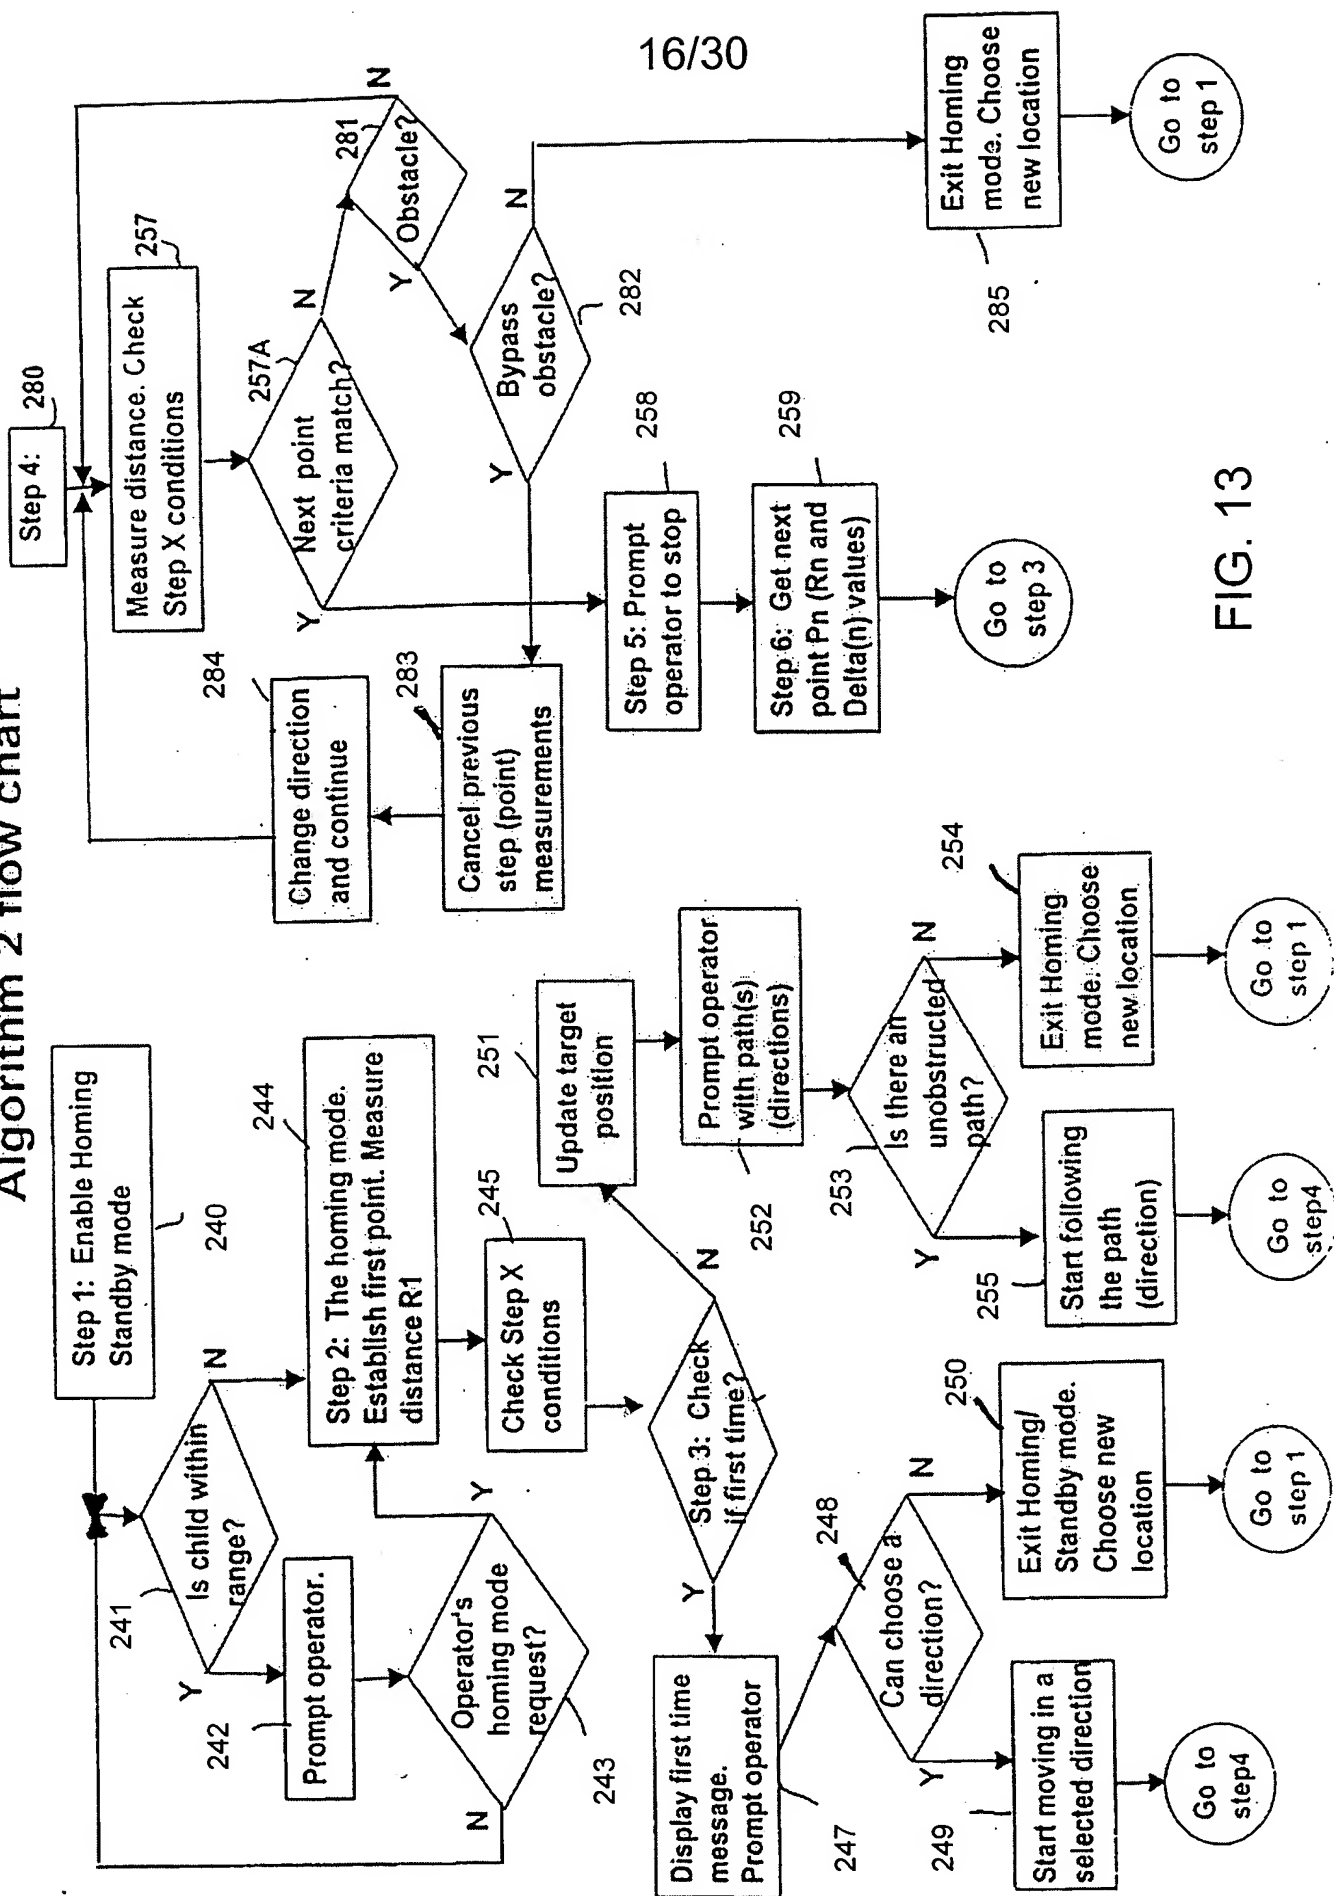 16/30
Algorithm 2 flow chart
Step 1: Enable Homing
Standby mode
240
241
Is child within
range?
N
Y
242
Prompt operator.
Operator's
homing mode
request?
243
N
Y
244
Step 2: The homing mode.
Establish first point. Measure
distance R1
245
Check Step X
conditions
Step 3: Check
if first time?
Y
N
Display first time
message.
Prompt operator
247
248
Can choose a
direction?
Y
N
249
Start moving in a
selected direction
Go to
step4
250
Exit Homing/
Standby mode.
Choose new
location
Go to
step 1
251
Update target
position
Prompt operator
with path(s)
(directions)
252
253
Is there an
unobstructed
path?
Y
N
255
Start following
the path
(direction)
Go to
step4
254
Exit Homing
mode. Choose
new location
Go to
step 1
Step 4:
280
Measure distance. Check
Step X conditions
257
257A
Next point
criteria match?
N
Y
281
Obstacle?
N
Y
Bypass
obstacle?
282
N
Y
284
Change direction
and continue
283
Cancel previous
step (point)
measurements
258
Step 5: Prompt
operator to stop
259
Step 6: Get next
point Pn (Rn and
Delta(n) values)
Go to
step 3
Exit Homing
mode. Choose
new location
285
Go to
step 1
FIG. 13